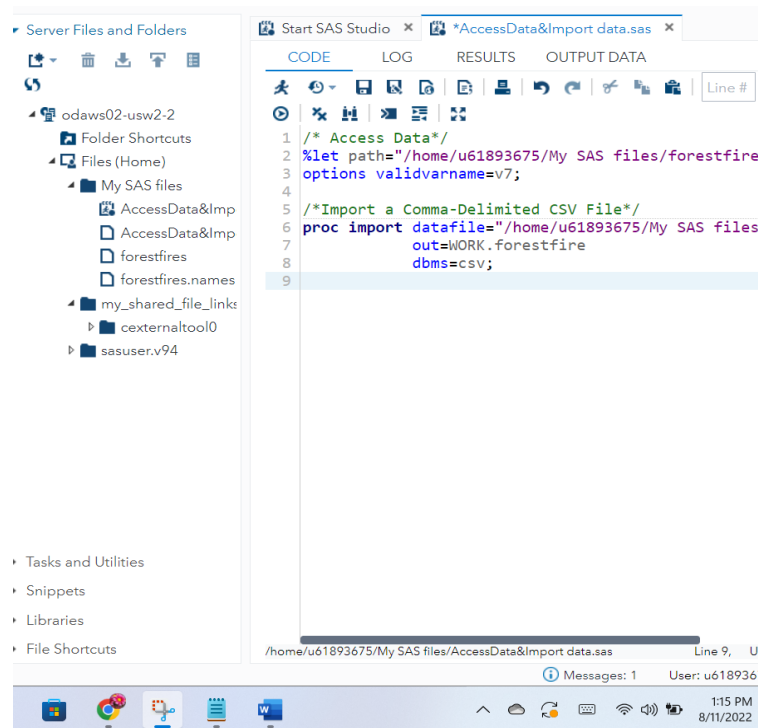 Server Files and Folders
odaws02-usw2-2
Folder Shortcuts
Files (Home)
My SAS files
AccessData&Imp
AccessData&Imp
forestfires
forestfires.names
my_shared_file_links
cexternaltool0
sasuser.v94
Tasks and Utilities
Snippets
Libraries
File Shortcuts
Start SAS Studio
*AccessData&Import data.sas
CODE LOG RESULTS OUTPUT DATA
Line #
1 /* Access Data*/
2 %let path="/home/u61893675/My SAS files/forestfire
3 options validvarname=v7;
4
5 /*Import a Comma-Delimited CSV File*/
6 proc import datafile="/home/u61893675/My SAS files
7 out=WORK.forestfire
8 dbms=csv;
9
/home/u61893675/My SAS files/AccessData&Import data.sas Line 9, U
Messages: 1 User: u618936
1:15 PM
8/11/2022